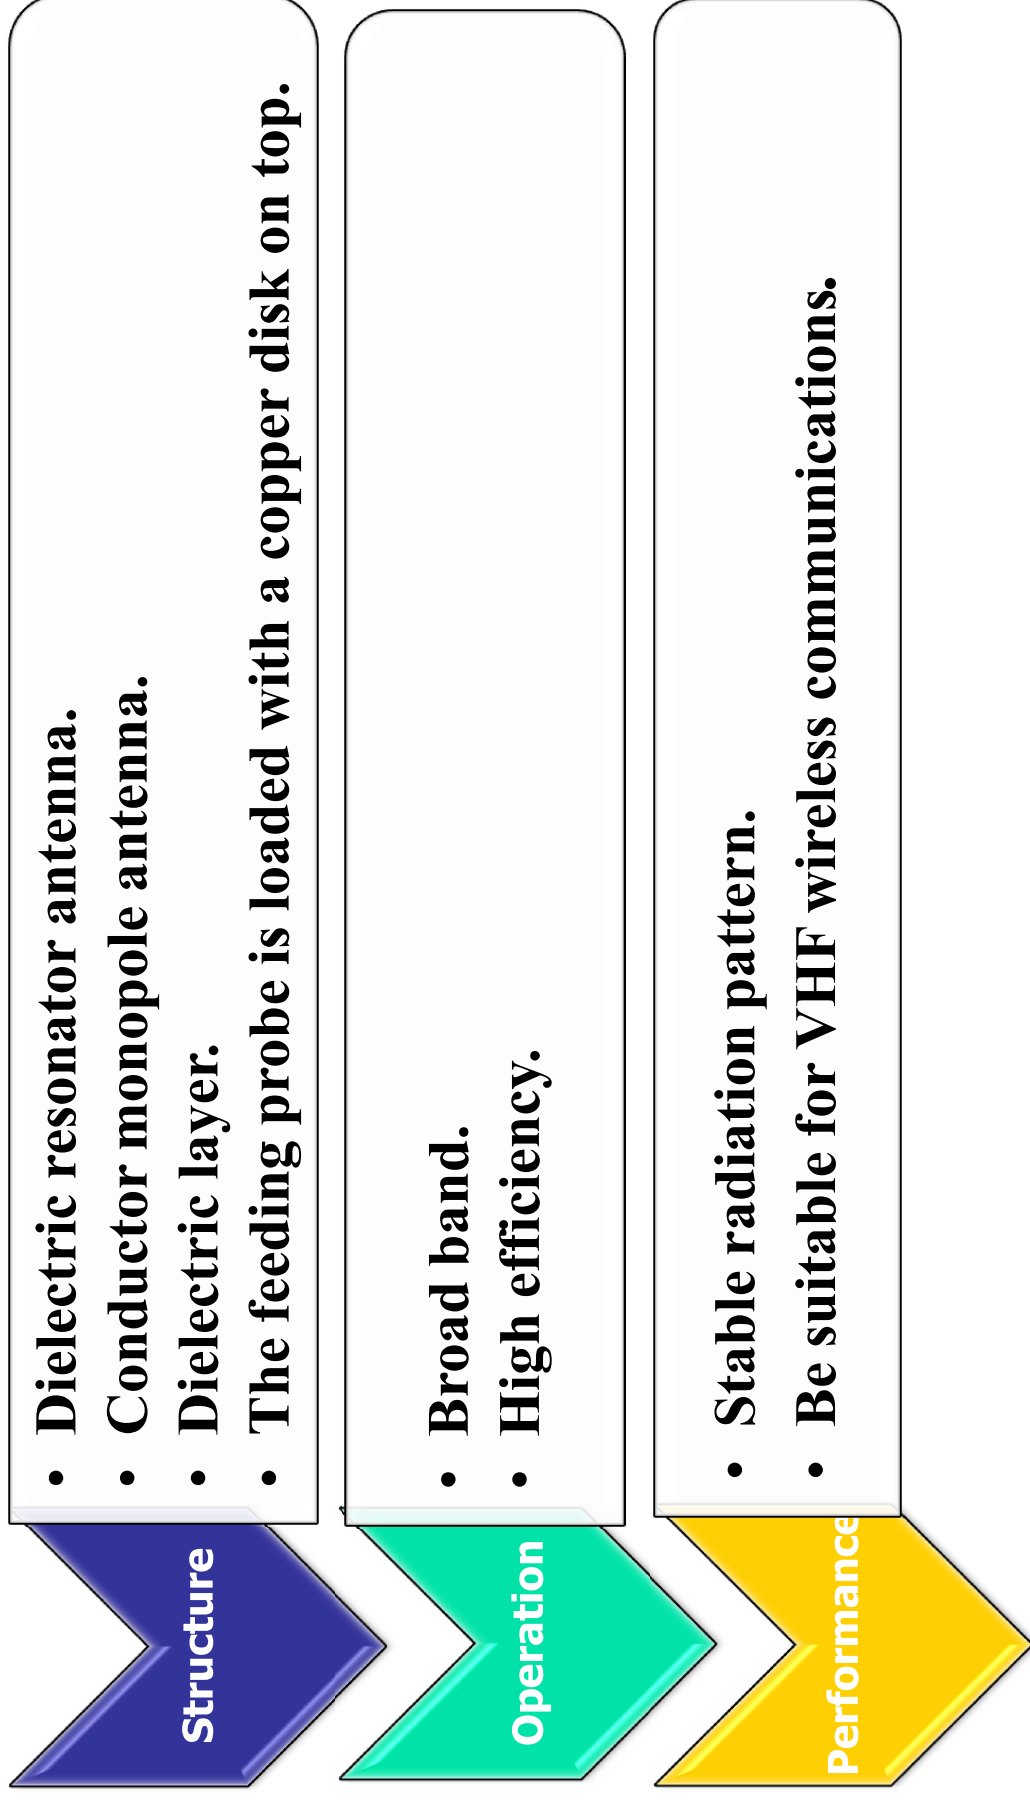 Structure
• Dielectric resonator antenna.
• Conductor monopole antenna.
• Dielectric layer.
• The feeding probe is loaded with a copper disk on top.
Operation
• Broad band.
• High efficiency.
Performance
• Stable radiation pattern.
• Be suitable for VHF wireless communications.